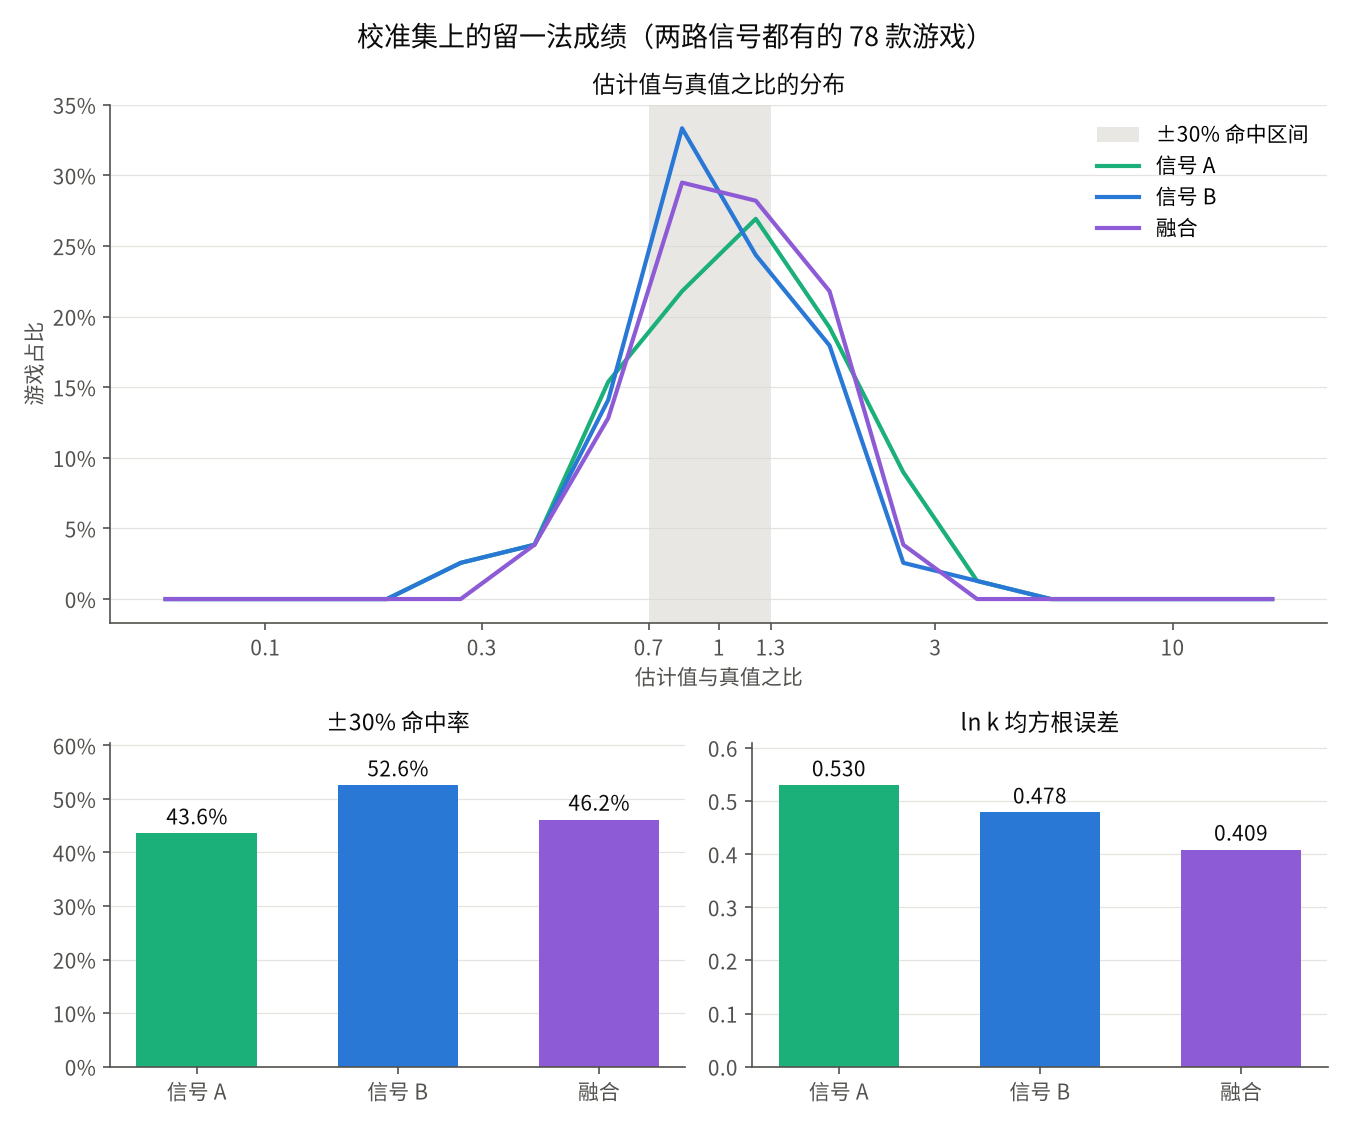 校准集上的留一法成绩（两路信号都有的 78 款游戏）
估计值与真值之比的分布
35%
30%
25%
20%
15%
10%
5%
0%
游戏占比
±30% 命中区间
信号 A
信号 B
融合
0.1
0.3
0.7
1
1.3
3
10
估计值与真值之比
±30% 命中率
60%
50%
40%
30%
20%
10%
0%
43.6%
52.6%
46.2%
信号 A
信号 B
融合
ln k 均方根误差
0.6
0.5
0.4
0.3
0.2
0.1
0.0
0.530
0.478
0.409
信号 A
信号 B
融合